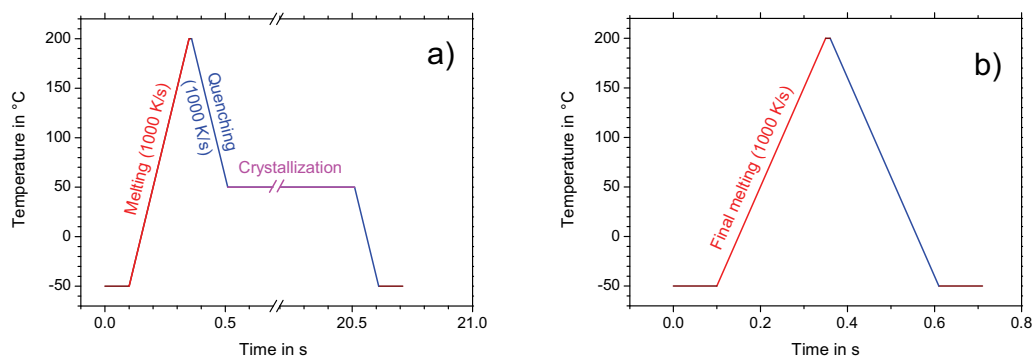 a)
Temperature in °C
200
150
100
50
0
-50
Melting (1000 K/s)
Quenching
(1000 K/s)
Crystallization
0.0
0.5
20.5
21.0
Time in s
b)
Temperature in °C
200
150
100
50
0
-50
Final melting (1000 K/s)
0.0
0.2
0.4
0.6
0.8
Time in s